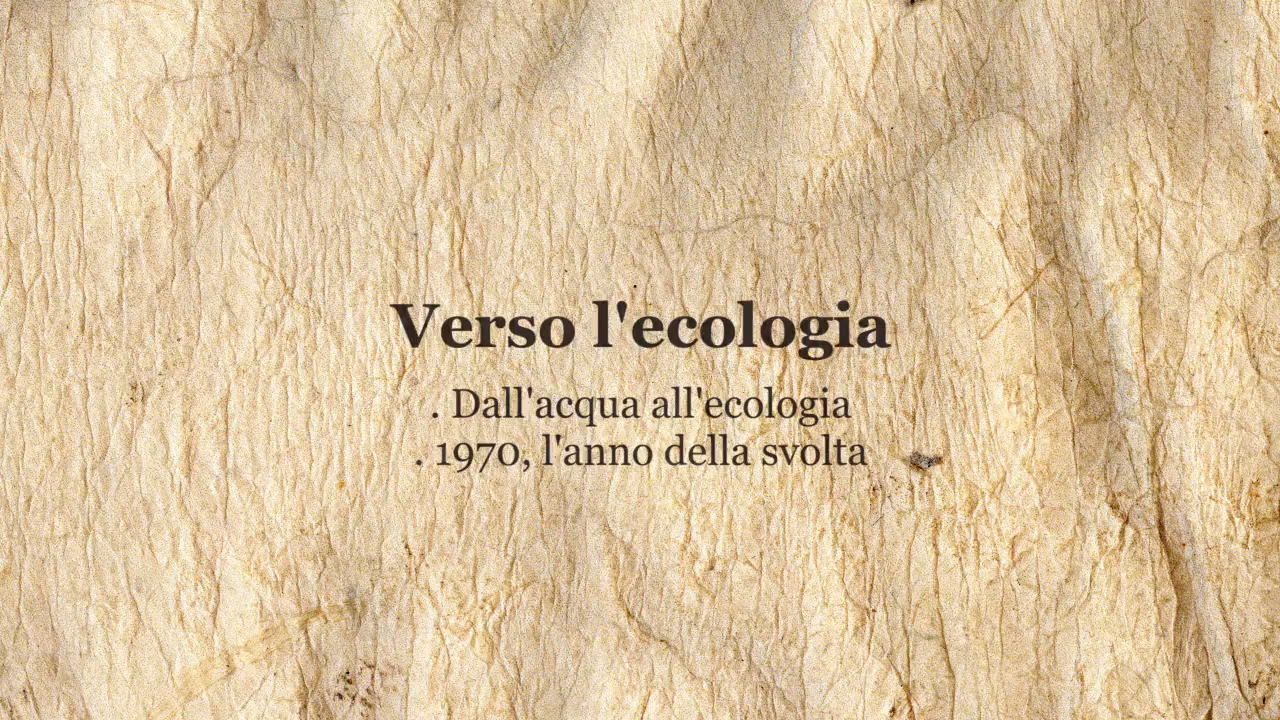 Verso l'ecologia
. Dall'acqua all'ecologia
. 1970, l'anno della svolta